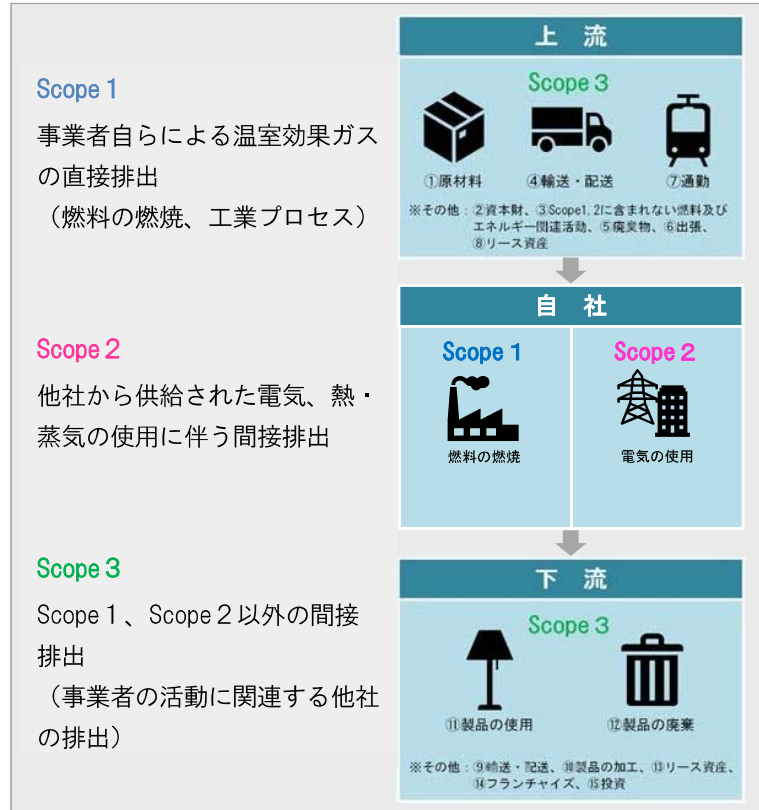 Scope 1
事業者自らによる温室効果ガス
の直接排出
（燃料の燃焼、工業プロセス）
Scope 2
他社から供給された電気、熱・
蒸気の使用に伴う間接排出
Scope 3
Scope 1、Scope 2 以外の間接
排出
（事業者の活動に関連する他社
の排出）
上 流
Scope 3
①原材料 ④輸送・配送 ⑦通勤
※その他：②資本財、③Scope1,2に含まれない燃料及び
エネルギー関連活動、⑤廃棄物、⑥出張、
⑧リース資産
自 社
Scope 1 Scope 2
燃料の燃焼 電気の使用
下 流
Scope 3
⑪製品の使用 ⑫製品の廃棄
※その他：⑨輸送・配送、⑩製品の加工、⑬リース資産、
⑭フランチャイズ、⑮投資